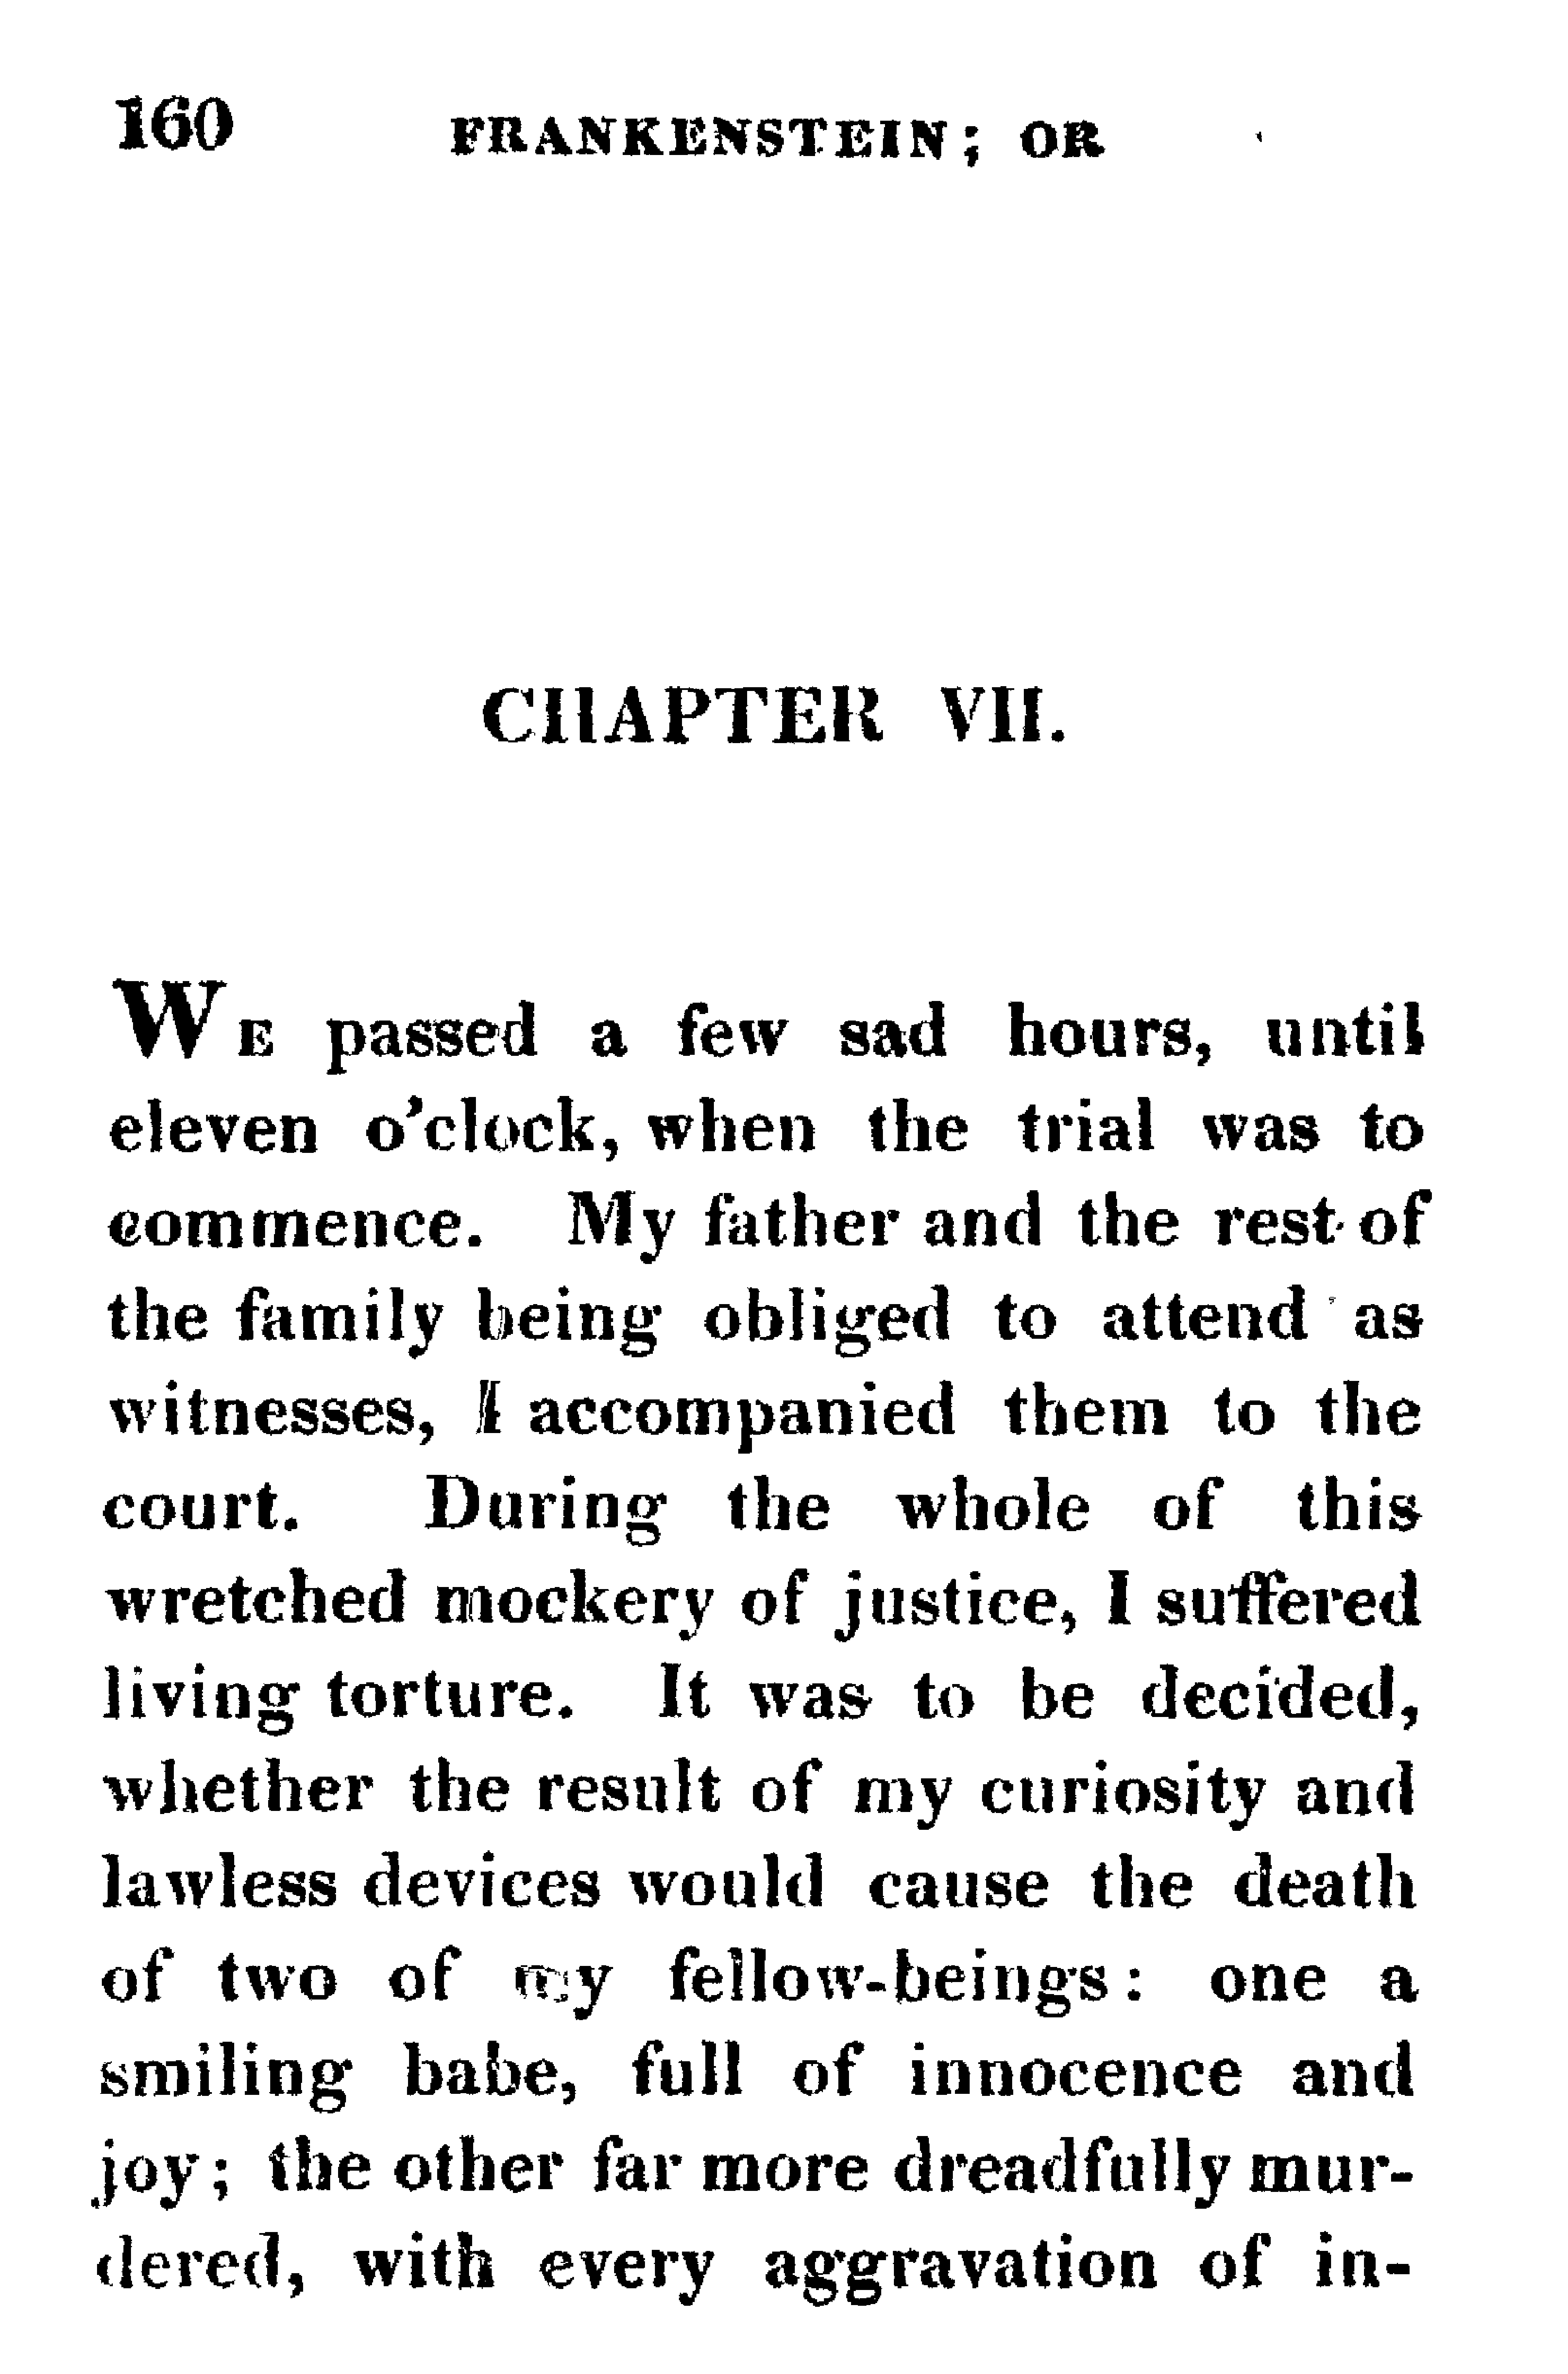 160 FRANKENSTEIN; OR
CHAPTER VII.
WE passed a few sad hours, until
eleven o'clock, when the trial was to
commence. My father and the rest of
the family being obliged to attend as
witnesses, I accompanied them to the
court. During the whole of this
wretched mockery of justice, I suffered
living torture. It was to be decided,
whether the result of my curiosity and
lawless devices would cause the death
of two of my fellow-beings: one a
smiling babe, full of innocence and
joy; the other far more dreadfully mur-
dered, with every aggravation of in-